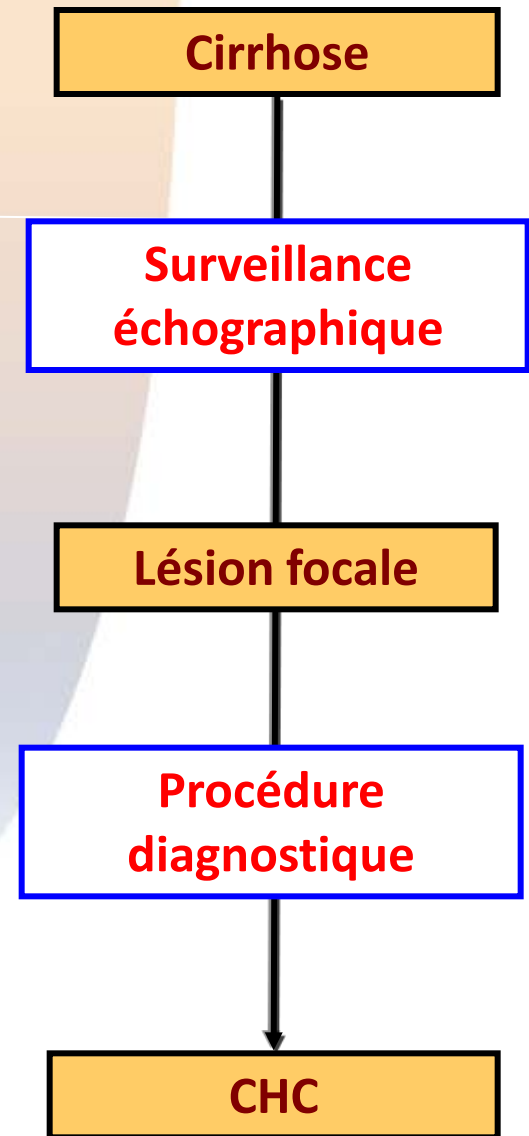 Cirrhose
Surveillance
échographique
Lésion focale
Procédure
diagnostique
CHC